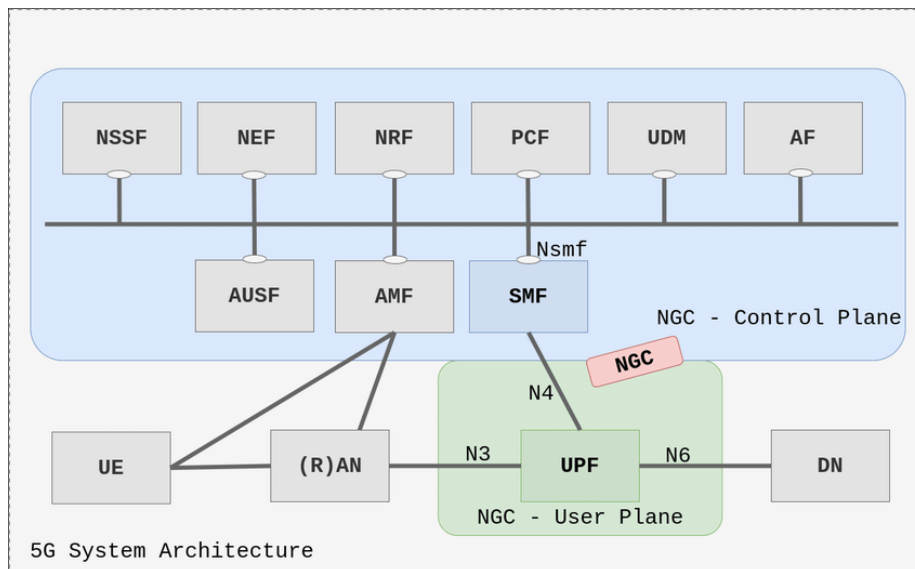 NSSF
NEF
NRF
PCF
UDM
AF
Nsmf
AUSF
AMF
SMF
NGC - Control Plane
NGC
N4
UE
(R)AN
N3
UPF
N6
DN
NGC - User Plane
5G System Architecture